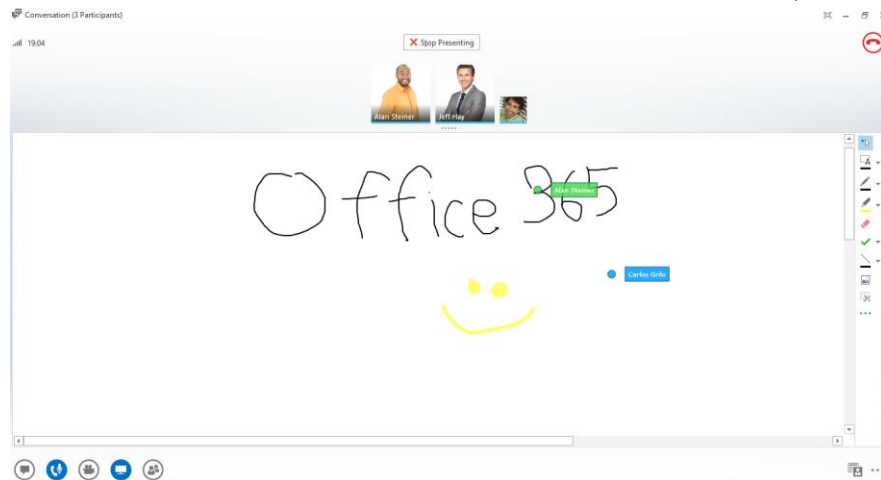 Conversation (3 Participants)
19:04
Stop Presenting
Alan Steiner
Jeff Hay
Office 365
Alan Steiner
Carlos Grilo